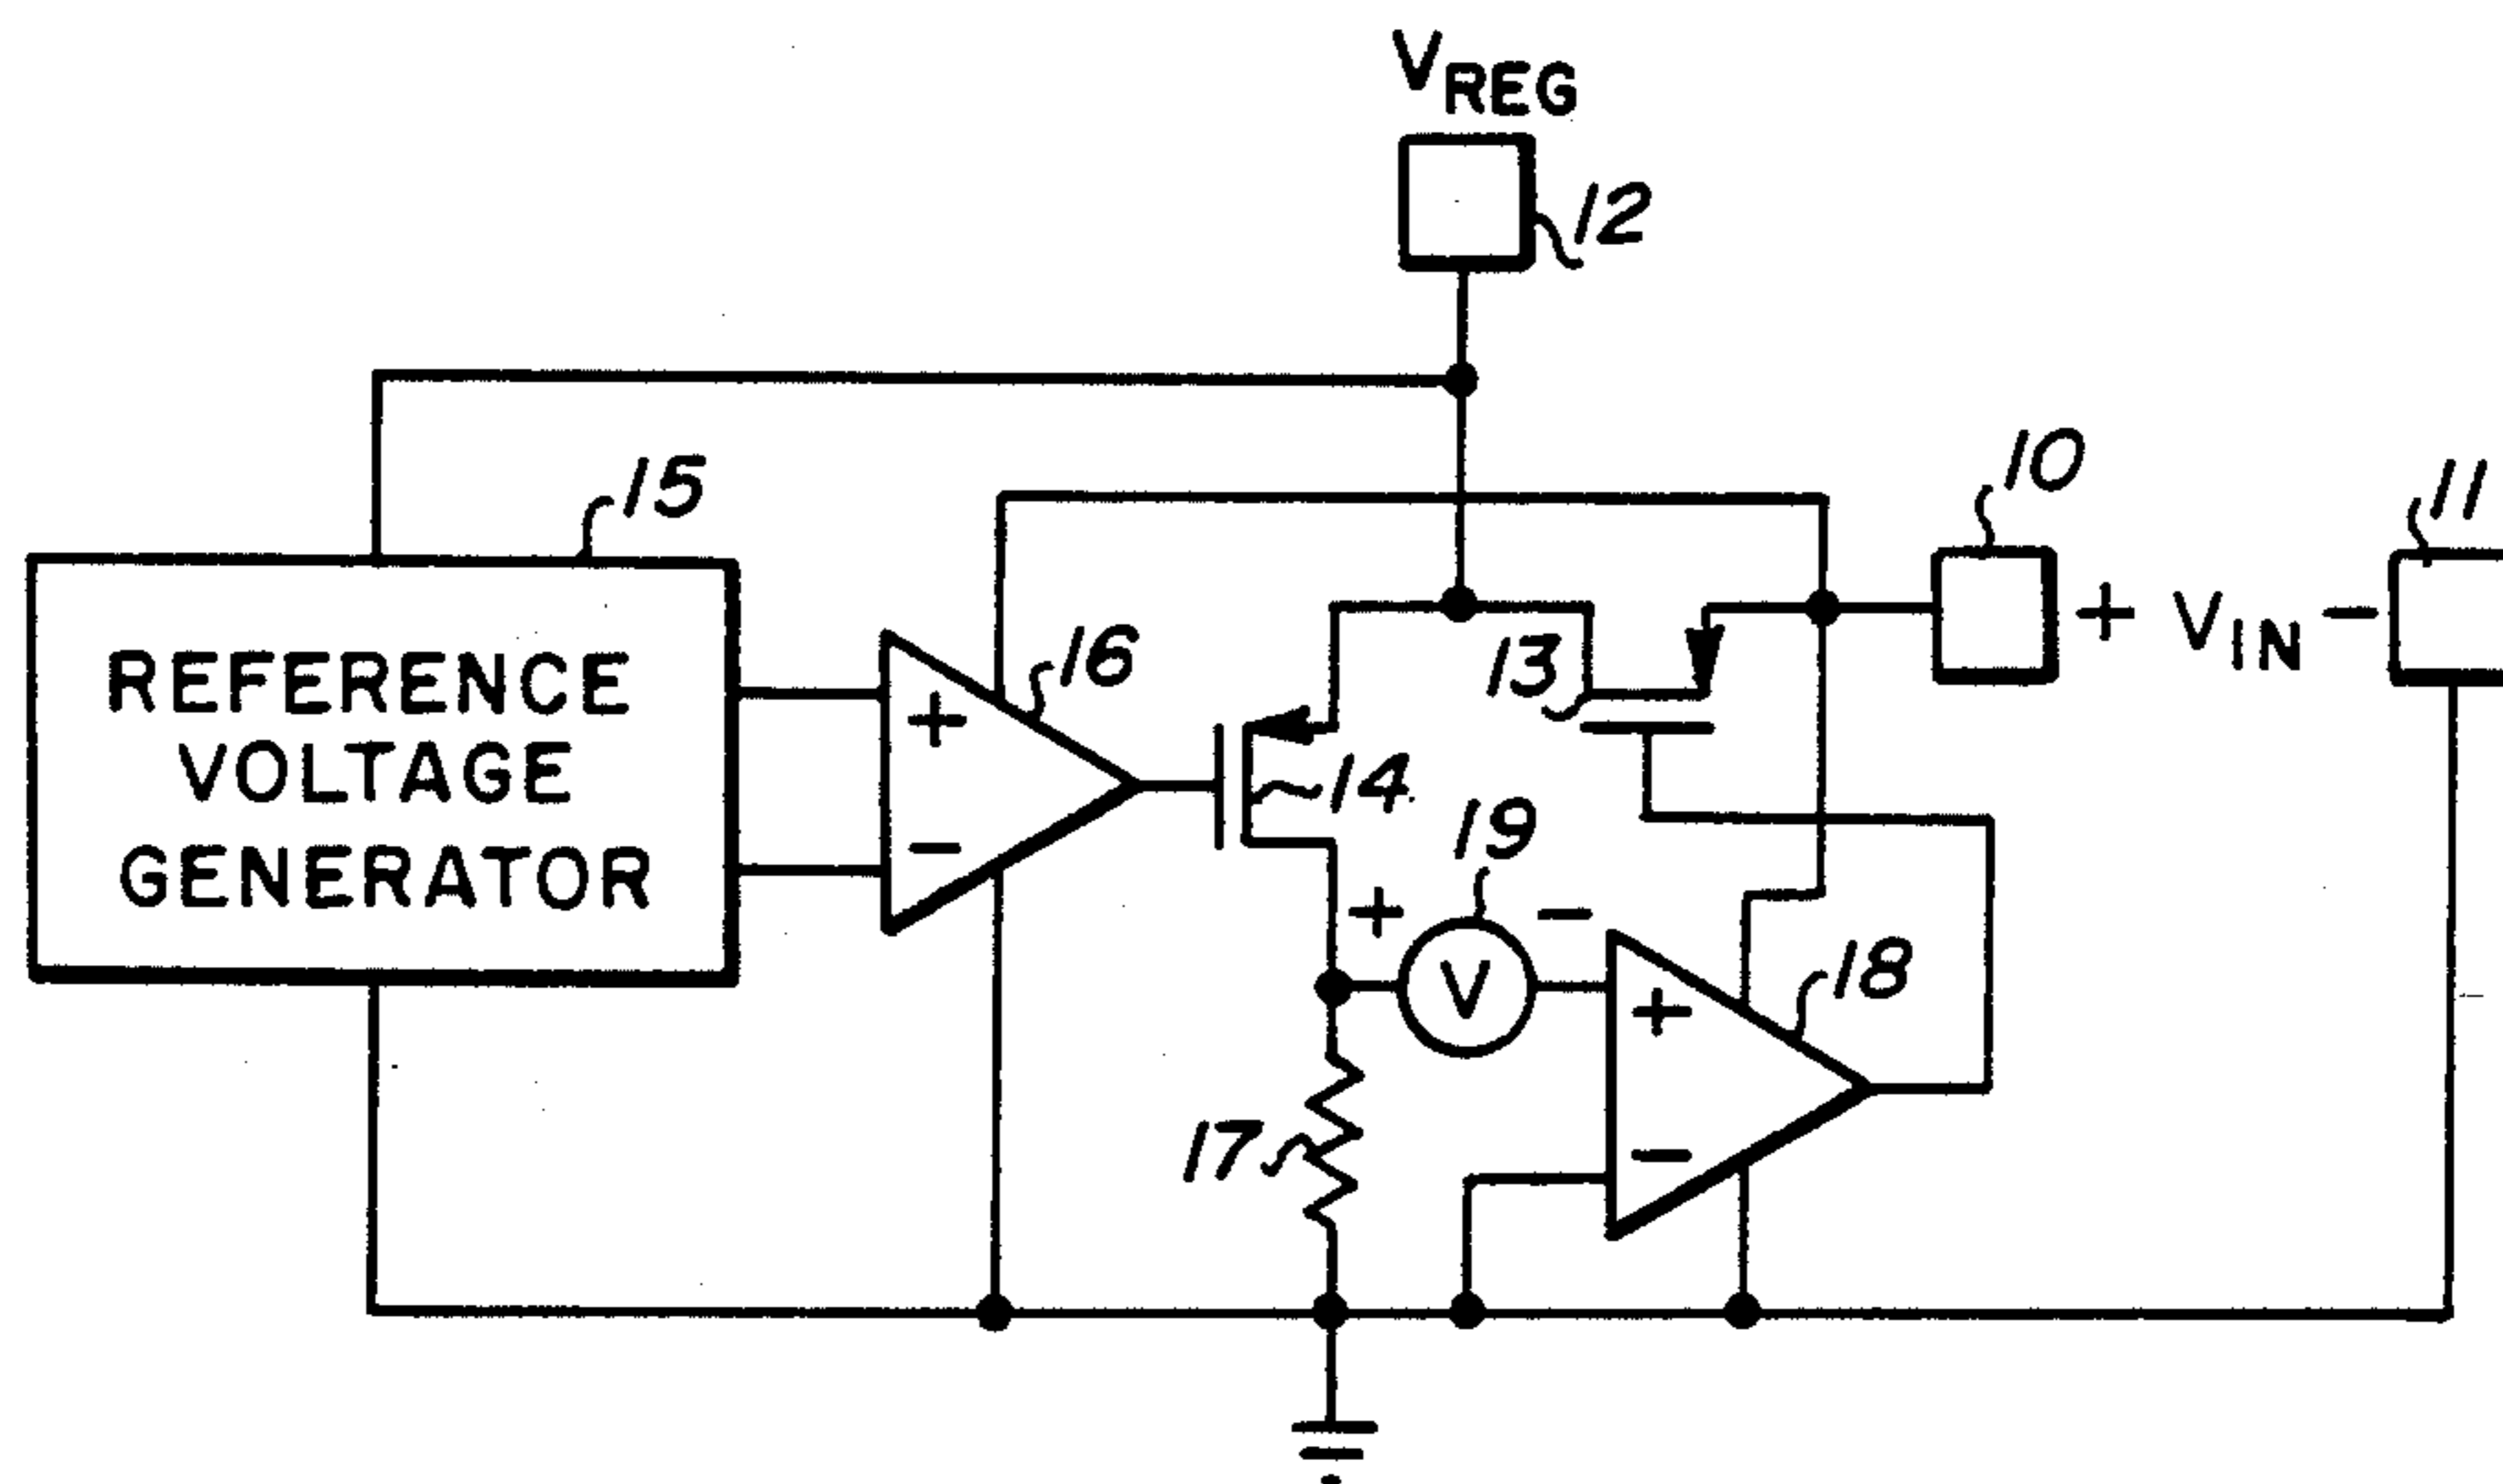 VREG
12
15
10
11
REFERENCE
VOLTAGE
GENERATOR
+
−
16
13
14
+ VIN −
19
+
−
V
18
+
−
17